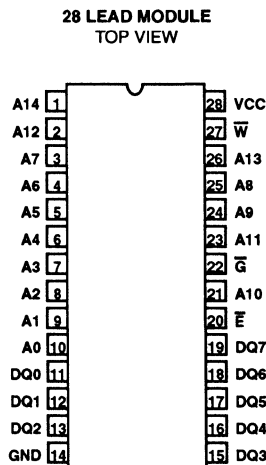 28 LEAD MODULE
TOP VIEW
A14 1 28 VCC
A12 2 27 W̅
A7 3 26 A13
A6 4 25 A8
A5 5 24 A9
A4 6 23 A11
A3 7 22 G̅
A2 8 21 A10
A1 9 20 E̅
A0 10 19 DQ7
DQ0 11 18 DQ6
DQ1 12 17 DQ5
DQ2 13 16 DQ4
GND 14 15 DQ3